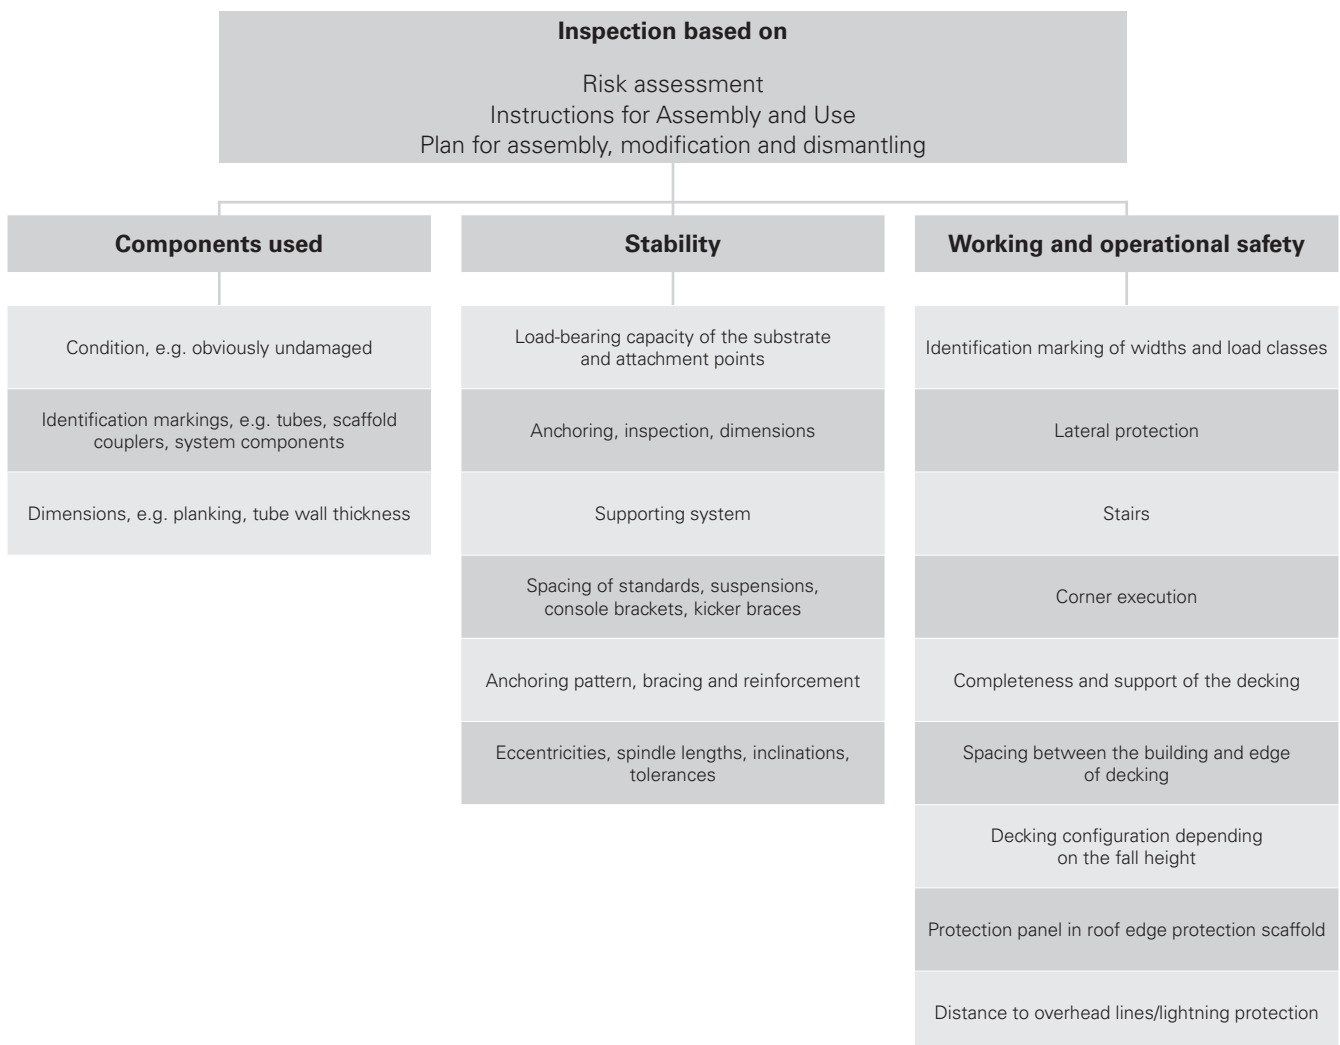 Inspection based on
Risk assessment
Instructions for Assembly and Use
Plan for assembly, modification and dismantling
Components used
Condition, e.g. obviously undamaged
Identification markings, e.g. tubes, scaffold
couplers, system components
Dimensions, e.g. planking, tube wall thickness
Stability
Load-bearing capacity of the substrate
and attachment points
Anchoring, inspection, dimensions
Supporting system
Spacing of standards, suspensions,
console brackets, kicker braces
Anchoring pattern, bracing and reinforcement
Eccentricities, spindle lengths, inclinations,
tolerances
Working and operational safety
Identification marking of widths and load classes
Lateral protection
Stairs
Corner execution
Completeness and support of the decking
Spacing between the building and edge
of decking
Decking configuration depending
on the fall height
Protection panel in roof edge protection scaffold
Distance to overhead lines/lightning protection